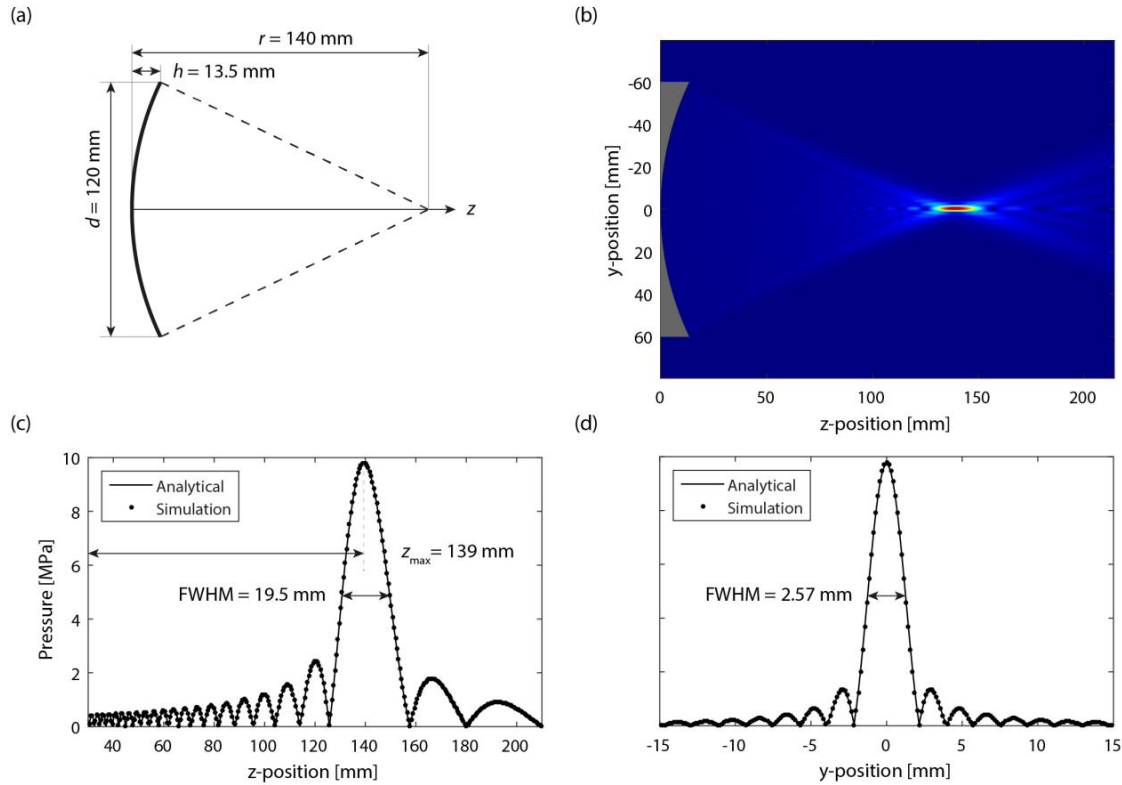 (a)
r = 140 mm
h = 13.5 mm
d = 120 mm
z
(b)
-60
-40
-20
0
20
40
60
y-position [mm]
0 50 100 150 200
z-position [mm]
(c)
10
8
6
4
2
0
Pressure [MPa]
Analytical
Simulation
zmax = 139 mm
FWHM = 19.5 mm
40 60 80 100 120 140 160 180 200
z-position [mm]
(d)
Analytical
Simulation
FWHM = 2.57 mm
-15 -10 -5 0 5 10 15
y-position [mm]